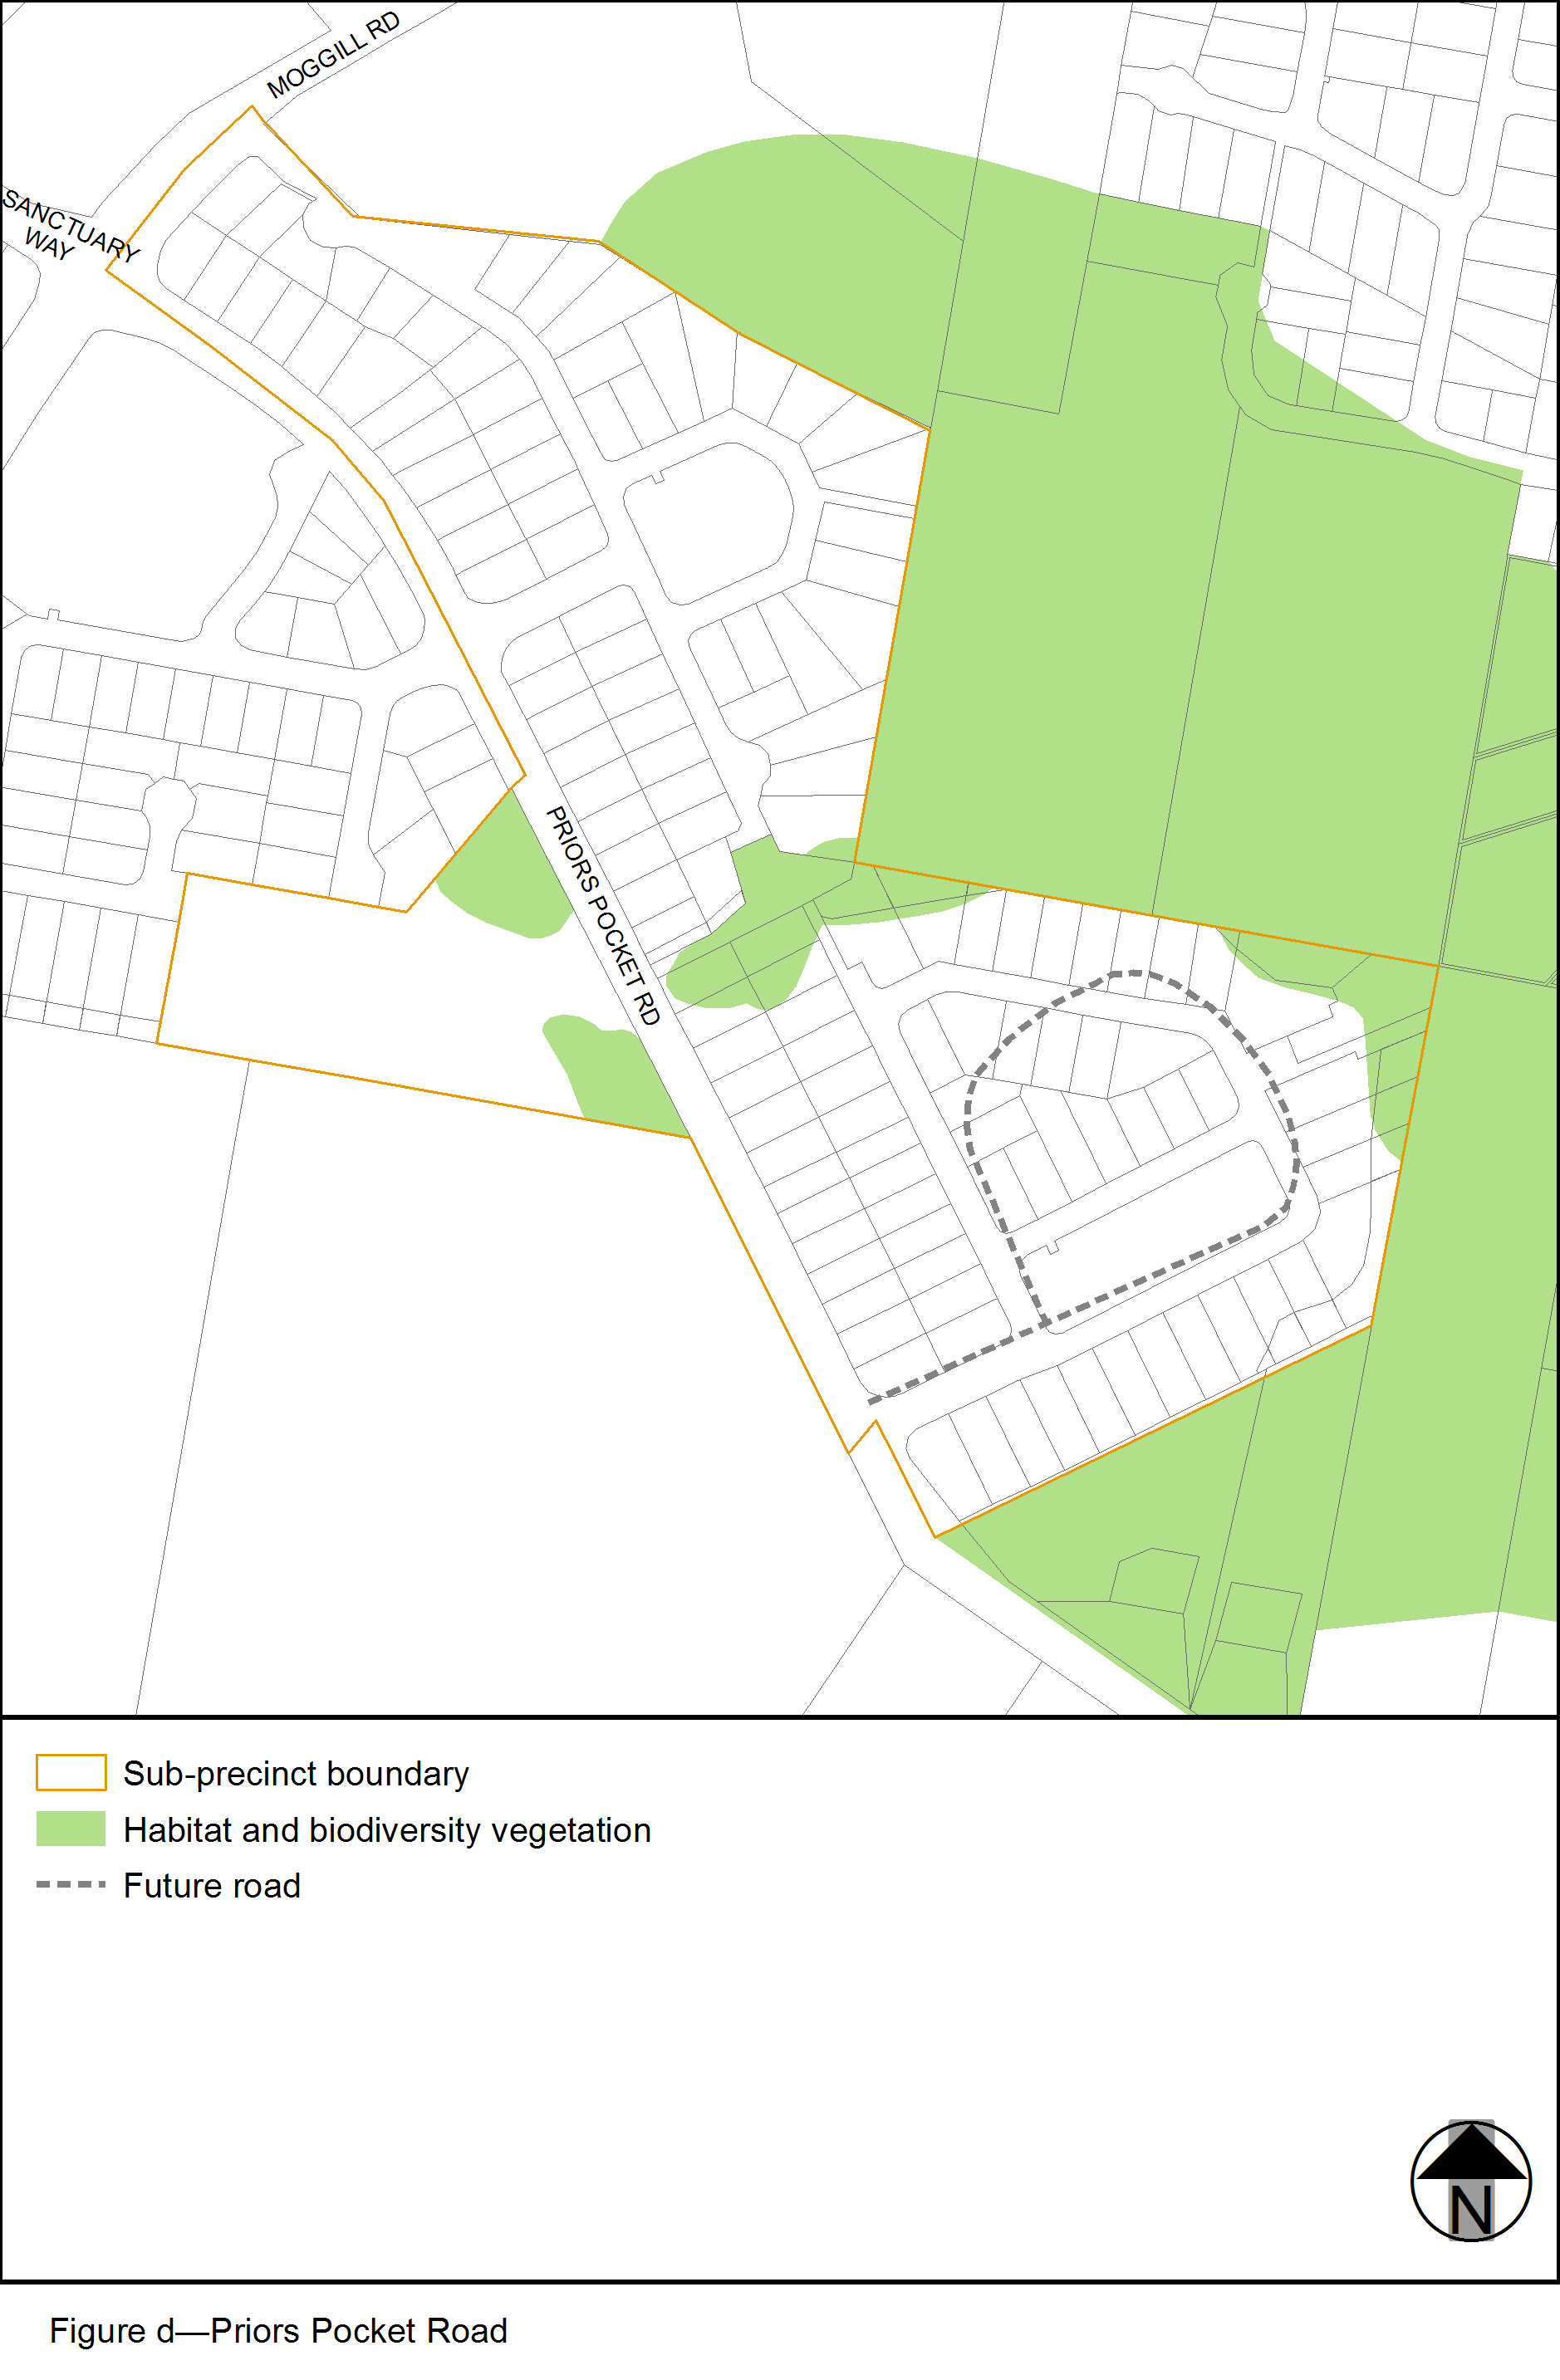 MOGGILL RD
SANCTUARY
WAY
PRIORS POCKET RD
Sub-precinct boundary
Habitat and biodiversity vegetation
Future road
N
Figure d—Priors Pocket Road